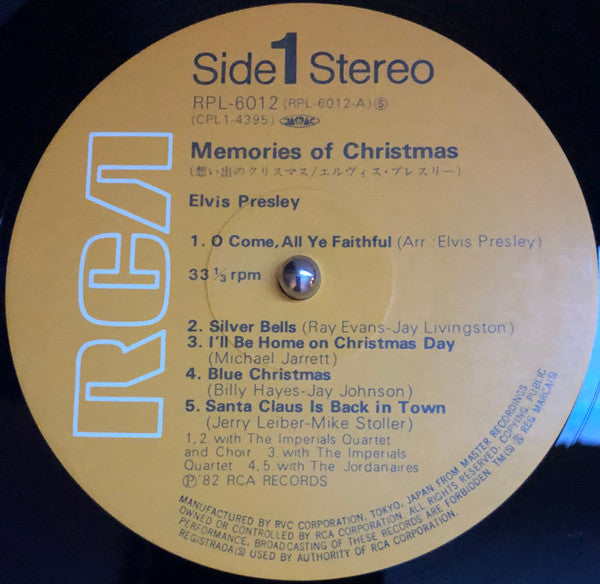 Side 1 Stereo
RPL-6012 (RPL-6012-A) Ⓢ
(CPL1-4395) JASRAC
Memories of Christmas
(想い出のクリスマス/エルヴィス・プレスリー)
Elvis Presley
1. O Come, All Ye Faithful (Arr.: Elvis Presley)
33 1/3 rpm
2. Silver Bells (Ray Evans-Jay Livingston)
3. I'll Be Home on Christmas Day
(Michael Jarrett)
4. Blue Christmas
(Billy Hayes-Jay Johnson)
5. Santa Claus Is Back in Town
(Jerry Leiber-Mike Stoller)
1,2 with The Imperials Quartet
and Choir 3 with The Imperials
Quartet 4,5 with The Jordanaires
Ⓟ '82 RCA RECORDS
RCA
MANUFACTURED BY RVC CORPORATION, TOKYO, JAPAN FROM MASTER RECORDINGS
OWNED OR CONTROLLED BY RCA CORPORATION. ALL RIGHTS RESERVED. COPYING, PUBLIC
PERFORMANCE, BROADCASTING OF THESE RECORDS ARE FORBIDDEN. TM(S) ® REG MARCA(S)
REGISTRADA(S) USED BY AUTHORITY OF RCA CORPORATION.